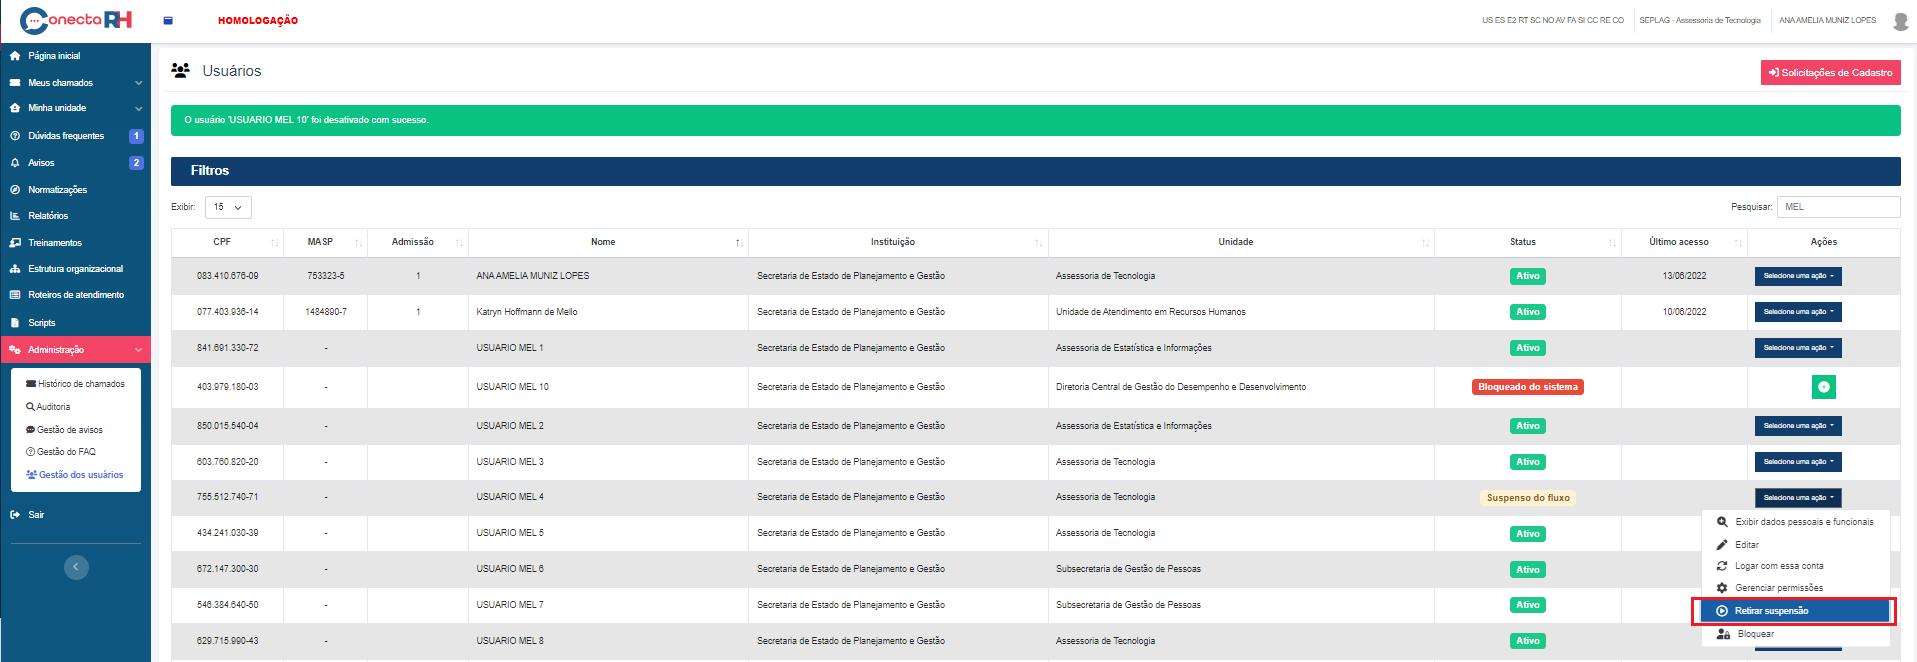 Conecta RH
HOMOLOGAÇÃO
US ES E2 RT SC NO AV FA SI CC RE CO
SEPLAG - Assessoria de Tecnologia
ANA AMELIA MUNIZ LOPES
Página inicial
Meus chamados
Minha unidade
Dúvidas frequentes 1
Avisos 2
Normatizações
Relatórios
Treinamentos
Estrutura organizacional
Roteiros de atendimento
Scripts
Administração
Histórico de chamados
Auditoria
Gestão de avisos
Gestão do FAQ
Gestão dos usuários
Sair
Usuários
Solicitações de Cadastro
O usuário 'USUARIO MEL 10' foi desativado com sucesso.
Filtros
Exibir: 15
Pesquisar: MEL
CPF MASP Admissão Nome Instituição Unidade Status Último acesso Ações
083.410.676-09 753323-5 1 ANA AMELIA MUNIZ LOPES Secretaria de Estado de Planejamento e Gestão Assessoria de Tecnologia Ativo 13/06/2022 Selecione uma ação
077.403.936-14 1484890-7 1 Katryn Hoffmann de Mello Secretaria de Estado de Planejamento e Gestão Unidade de Atendimento em Recursos Humanos Ativo 10/06/2022 Selecione uma ação
841.691.330-72 - USUARIO MEL 1 Secretaria de Estado de Planejamento e Gestão Assessoria de Estatística e Informações Ativo Selecione uma ação
403.979.180-03 - USUARIO MEL 10 Secretaria de Estado de Planejamento e Gestão Diretoria Central de Gestão do Desempenho e Desenvolvimento Bloqueado do sistema
850.015.540-04 - USUARIO MEL 2 Secretaria de Estado de Planejamento e Gestão Assessoria de Estatística e Informações Ativo Selecione uma ação
603.760.820-20 - USUARIO MEL 3 Secretaria de Estado de Planejamento e Gestão Assessoria de Tecnologia Ativo Selecione uma ação
755.512.740-71 - USUARIO MEL 4 Secretaria de Estado de Planejamento e Gestão Assessoria de Tecnologia Suspenso do fluxo Selecione uma ação
434.241.030-39 - USUARIO MEL 5 Secretaria de Estado de Planejamento e Gestão Assessoria de Tecnologia Ativo
672.147.300-30 - USUARIO MEL 6 Secretaria de Estado de Planejamento e Gestão Subsecretaria de Gestão de Pessoas Ativo
546.384.640-50 - USUARIO MEL 7 Secretaria de Estado de Planejamento e Gestão Subsecretaria de Gestão de Pessoas Ativo
629.715.990-43 - USUARIO MEL 8 Secretaria de Estado de Planejamento e Gestão Assessoria de Tecnologia Ativo
Exibir dados pessoais e funcionais
Editar
Logar com essa conta
Gerenciar permissões
Retirar suspensão
Bloquear